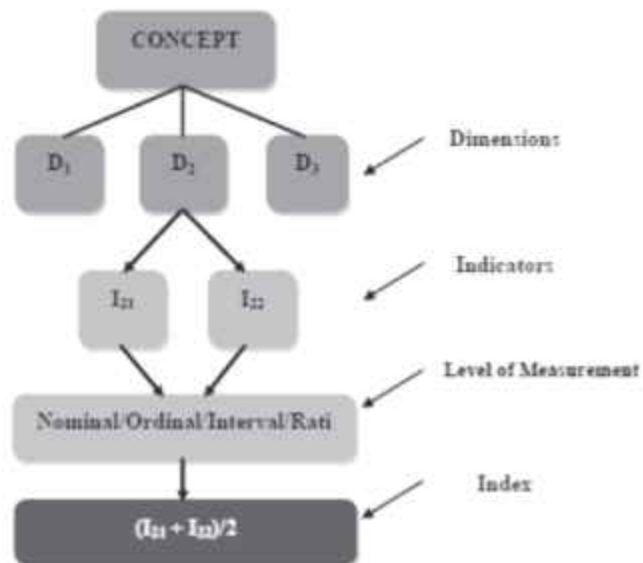 CONCEPT
D₁ D₂ D₃ Dimensions
I₂₁ I₂₂ Indicators
Level of Measurement
Nominal/Ordinal/Interval/Rati
Index
(I₂₁ + I₂₂)/2